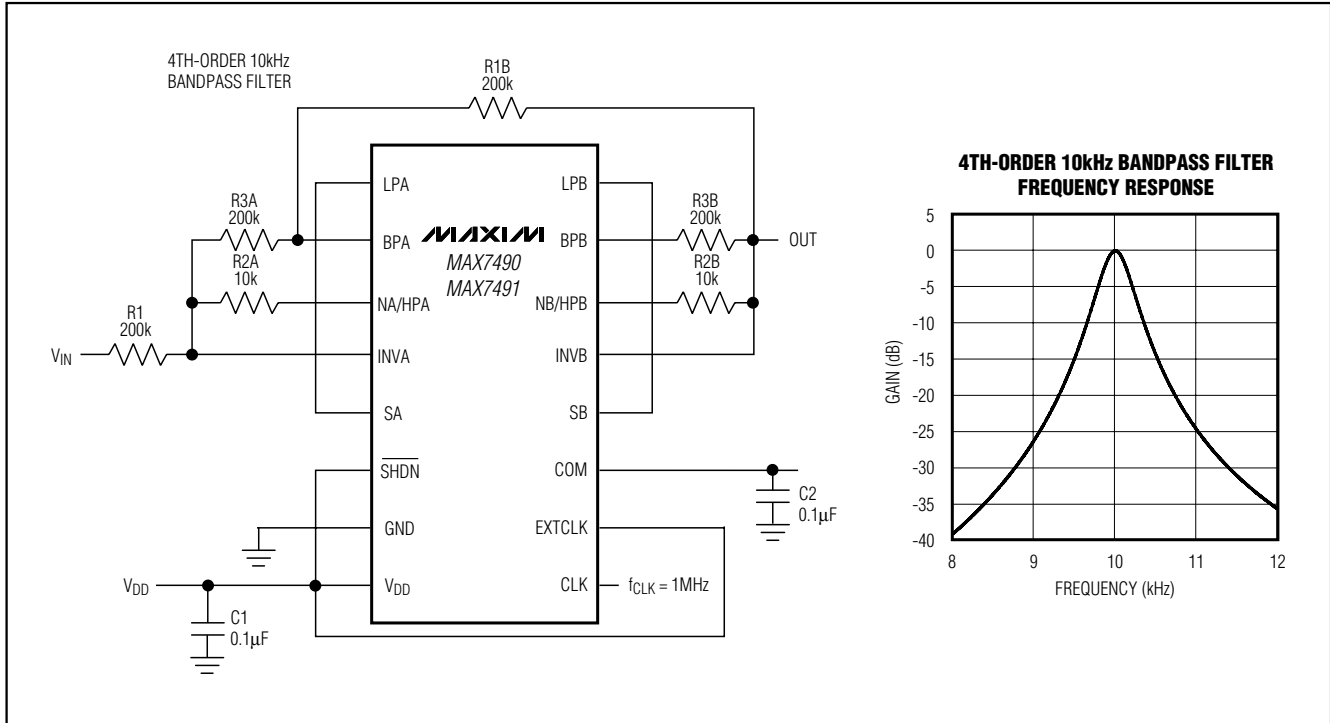 4TH-ORDER 10kHz
BANDPASS FILTER
R1B
200k
LPA
LPB
R3A
200k
R3B
200k
BPA
MAXIM
BPB
OUT
R2A
10k
MAX7490
MAX7491
R2B
10k
NA/HPA
NB/HPB
R1
200k
VIN
INVA
INVB
SA
SB
SHDN
COM
C2
0.1µF
GND
EXTCLK
VDD
VDD
CLK
fCLK = 1MHz
C1
0.1µF
4TH-ORDER 10kHz BANDPASS FILTER
FREQUENCY RESPONSE
GAIN (dB)
5
0
-5
-10
-15
-20
-25
-30
-35
-40
8 9 10 11 12
FREQUENCY (kHz)